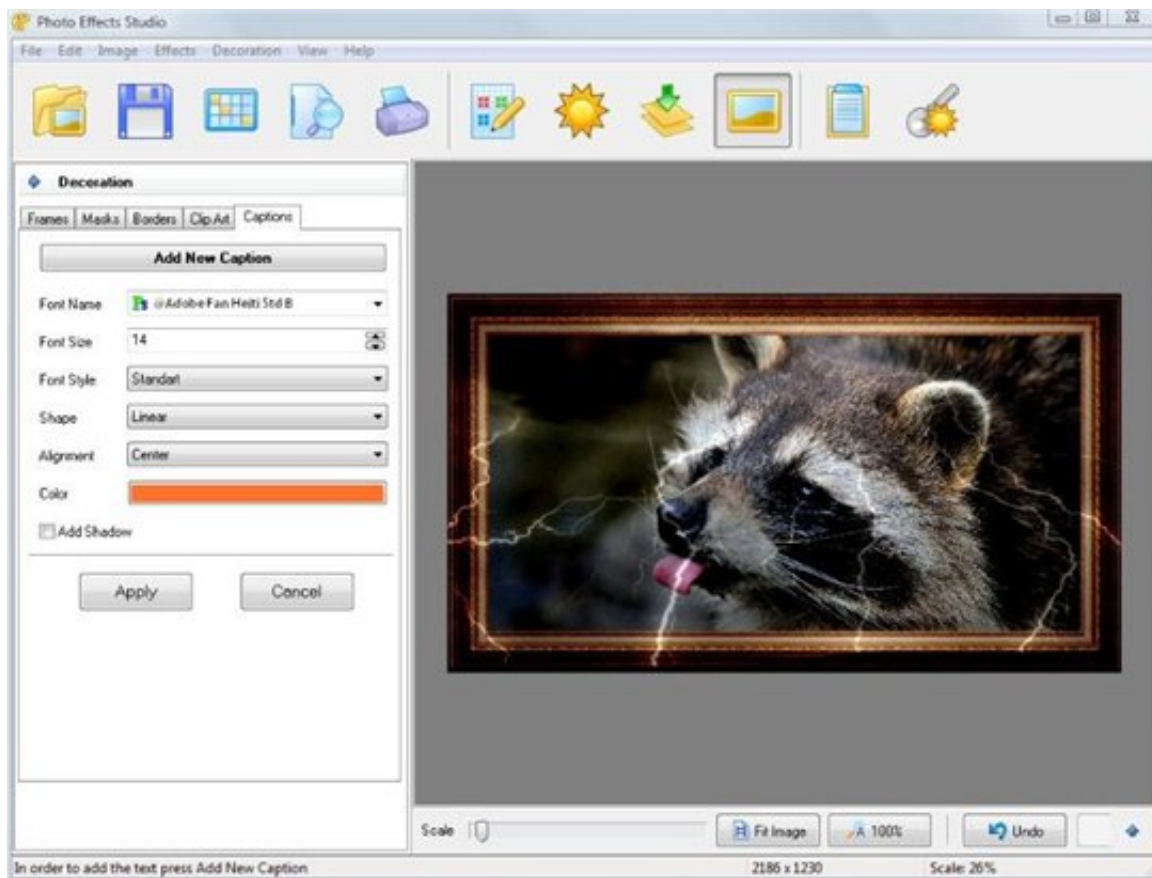 Photo Effects Studio
File Edit Image Effects Decoration View Help
Decoration
Frames Masks Borders Clip Art Captions
Add New Caption
Font Name @Adobe Fan Heiti Std B
Font Size 14
Font Style Standart
Shape Linear
Alignment Center
Color
Add Shadow
Apply Cancel
Scale Fit Image 100% Undo
In order to add the text press Add New Caption 2186 x 1230 Scale: 26%